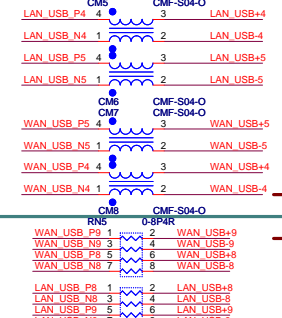 CM5 CMF-S04-O
LAN_USB_P4 4 3 LAN_USB+4
LAN_USB_N4 1 2 LAN_USB-4
LAN_USB_P5 4 3 LAN_USB+5
LAN_USB_N5 1 2 LAN_USB-5
CM6 CMF-S04-O
CM7 CMF-S04-O
WAN_USB_P5 4 3 WAN_USB+5
WAN_USB_N5 1 2 WAN_USB-5
WAN_USB_P4 4 3 WAN_USB+4
WAN_USB_N4 1 2 WAN_USB-4
CM8 CMF-S04-O
RN5 0-8P4R
WAN_USB_P9 1 2 WAN_USB+9
WAN_USB_N9 3 4 WAN_USB-9
WAN_USB_P8 5 6 WAN_USB+8
WAN_USB_N8 7 8 WAN_USB-8
LAN_USB_P8 1 2 LAN_USB+8
LAN_USB_N8 3 4 LAN_USB-8
LAN_USB_P9 5 6 LAN_USB+9